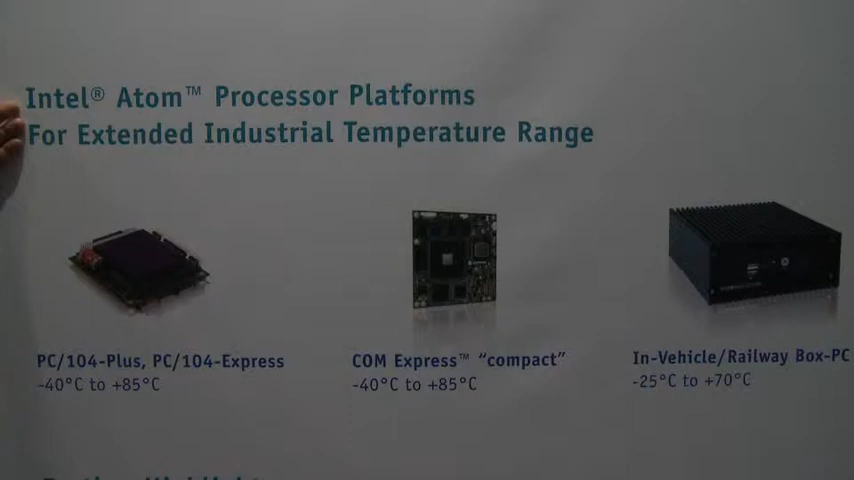 Intel® Atom™ Processor Platforms
For Extended Industrial Temperature Range
PC/104-Plus, PC/104-Express
-40°C to +85°C
COM Express™ “compact”
-40°C to +85°C
In-Vehicle/Railway Box-PC
-25°C to +70°C